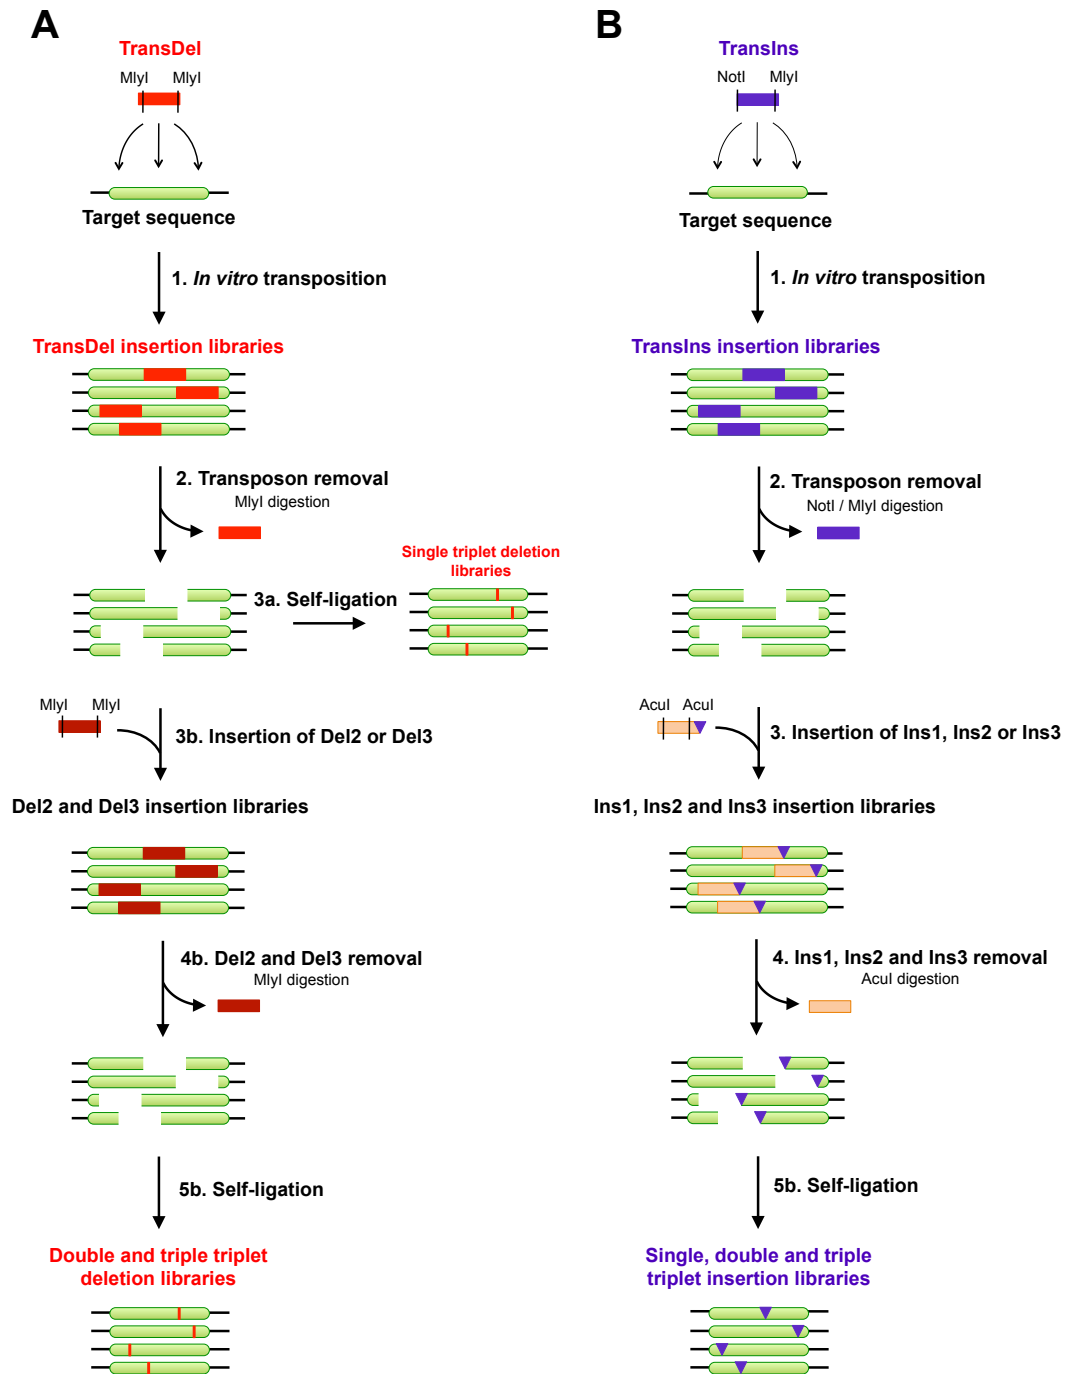 A
TransDel
MlyI MlyI
Target sequence
1. In vitro transposition
TransDel insertion libraries
2. Transposon removal
MlyI digestion
3a. Self-ligation
Single triplet deletion
libraries
MlyI MlyI
3b. Insertion of Del2 or Del3
Del2 and Del3 insertion libraries
4b. Del2 and Del3 removal
MlyI digestion
5b. Self-ligation
Double and triple triplet
deletion libraries
B
TransIns
NotI MlyI
Target sequence
1. In vitro transposition
TransIns insertion libraries
2. Transposon removal
NotI / MlyI digestion
AcuI AcuI
3. Insertion of Ins1, Ins2 or Ins3
Ins1, Ins2 and Ins3 insertion libraries
4. Ins1, Ins2 and Ins3 removal
AcuI digestion
5b. Self-ligation
Single, double and triple
triplet insertion libraries